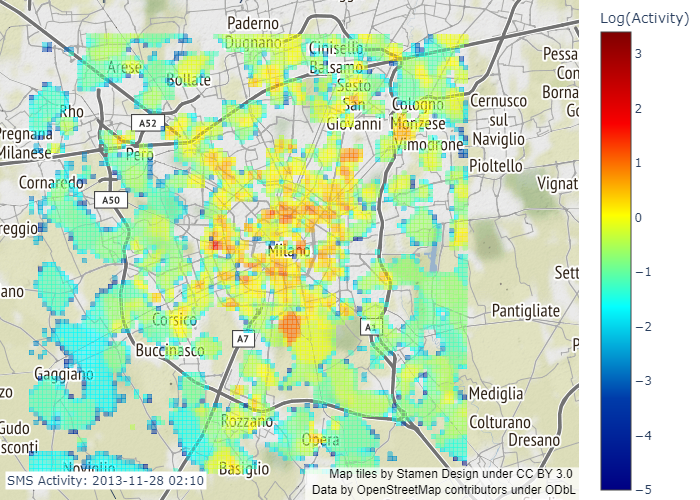 Log(Activity)
3
2
1
0
−1
−2
−3
−4
−5
Paderno
Dugnano
Cinisello
Balsamo
Sesto
San
Giovanni
Arese
Bollate
Rho
A52
Pero
Pregnana
Milanese
Cornaredo
A50
reggio
Cologno
Monzese
Vimodrone
Cernusco
sul
Naviglio
Pioltello
Pessa
Con
Borna
Go
Vignat
Milano
Sett
Pantigliate
ano
Corsico
Buccinasco
A7
A1
Gaggiano
zo
Gudo
sconti
Rozzano
Opera
Basiglio
Noviglio
Mediglia
Colturano
Dresano
P
SMS Activity: 2013-11-28 02:10
Map tiles by Stamen Design under CC BY 3.0
Data by OpenStreetMap contributors under ODbL